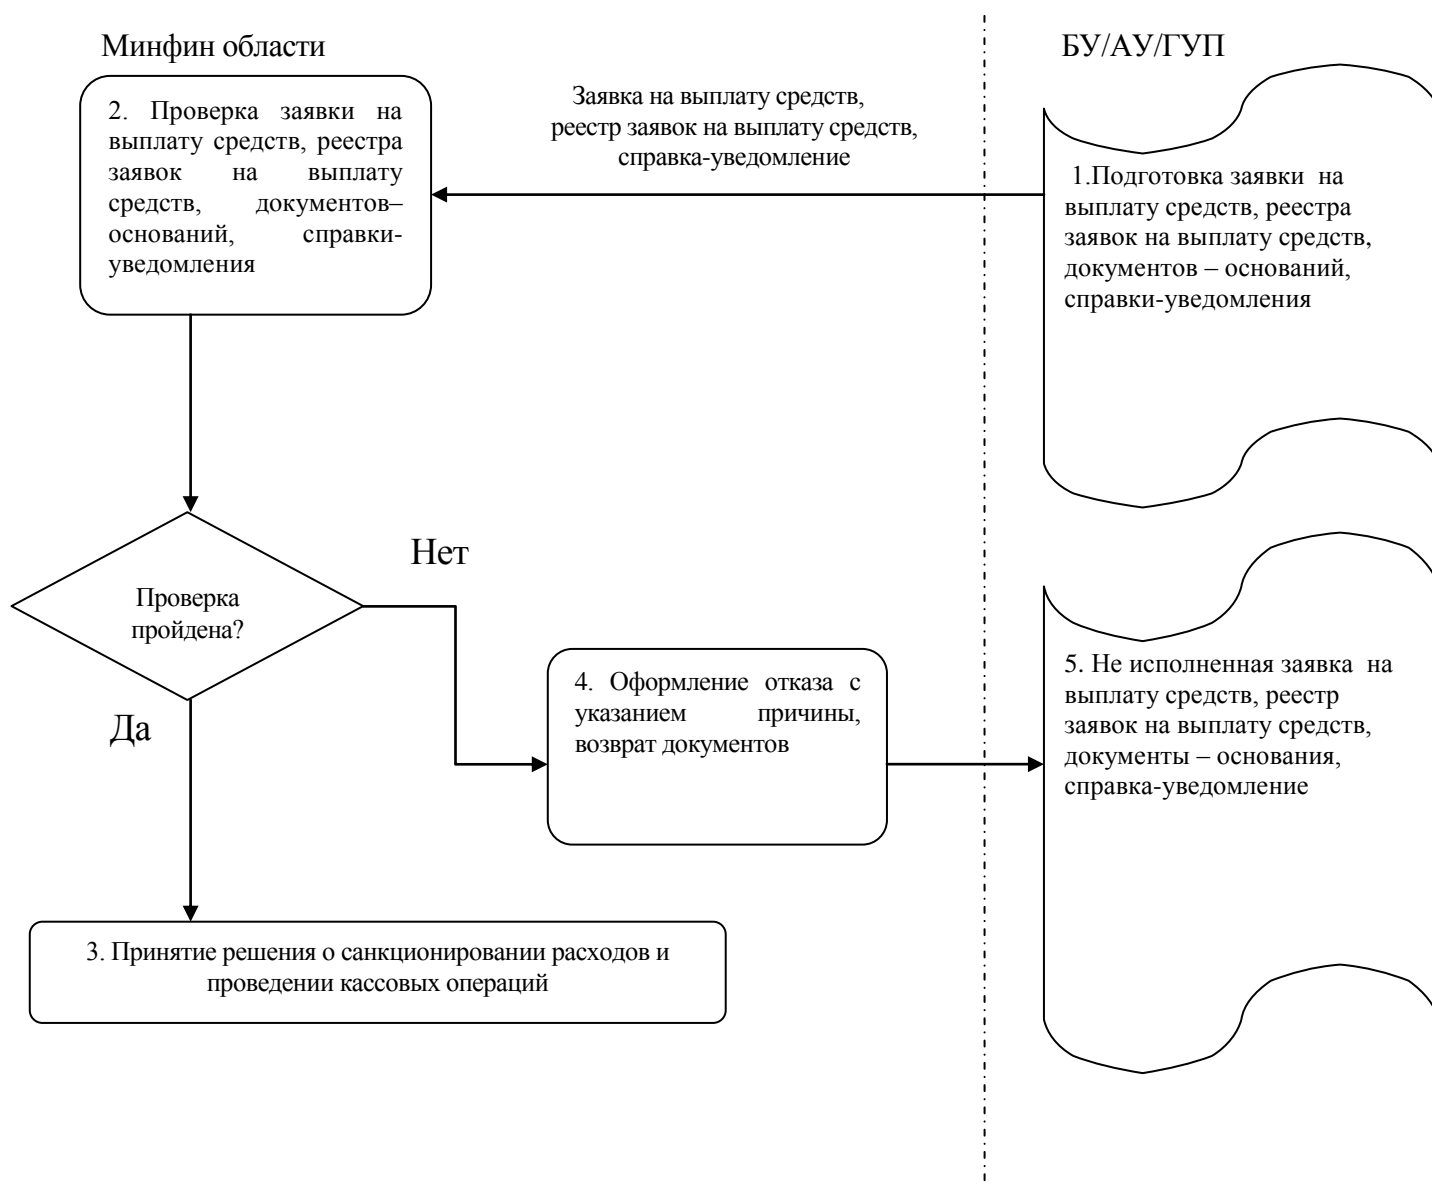 Минфин области
БУ/АУ/ГУП
2. Проверка заявки на
выплату средств, реестра
заявок на выплату
средств, документов–
оснований, справки-
уведомления
Заявка на выплату средств,
реестр заявок на выплату средств,
справка-уведомление
1.Подготовка заявки на
выплату средств, реестра
заявок на выплату средств,
документов – оснований,
справки-уведомления
Проверка
пройдена?
Нет
Да
4. Оформление отказа с
указанием причины,
возврат документов
5. Не исполненная заявка на
выплату средств, реестр
заявок на выплату средств,
документы – основания,
справка-уведомление
3. Принятие решения о санкционировании расходов и
проведении кассовых операций